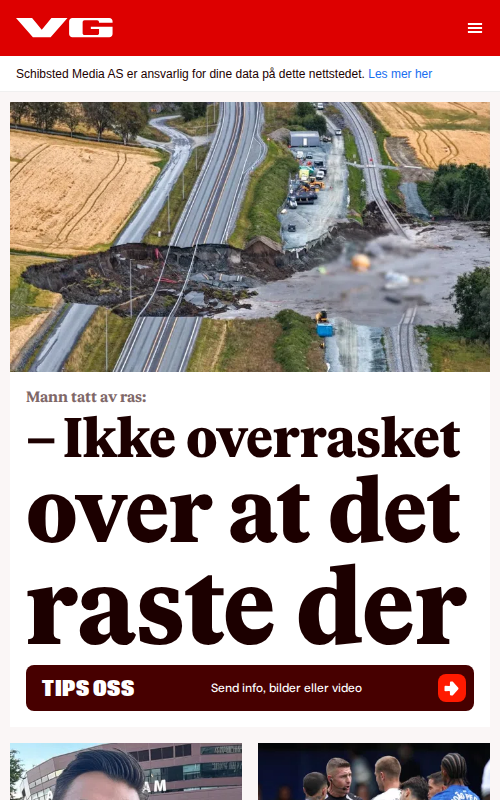 VG
Schibsted Media AS er ansvarlig for dine data på dette nettstedet. Les mer her
Mann tatt av ras:
– Ikke overrasket
over at det
raste der
TIPS OSS
Send info, bilder eller video
AM